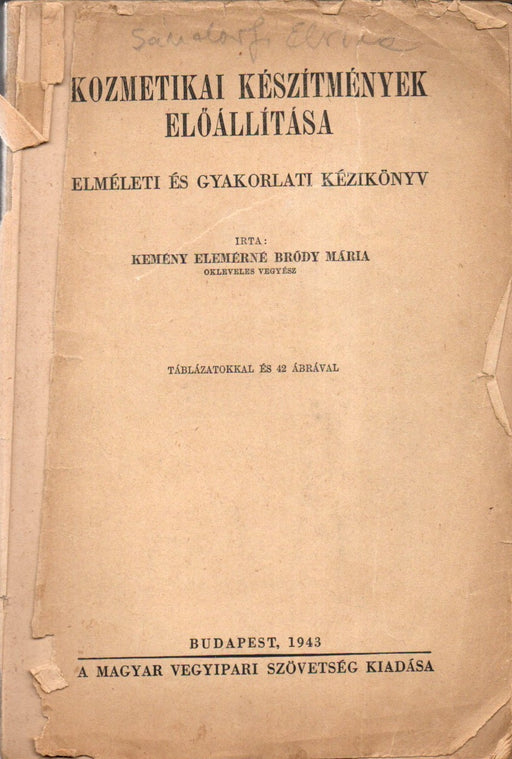 KOZMETIKAI KÉSZÍTMÉNYEK
ELŐÁLLÍTÁSA
ELMÉLETI ÉS GYAKORLATI KÉZIKÖNYV
IRTA:
KEMÉNY ELEMÉRNÉ BRÓDY MÁRIA
OKLEVELES VEGYÉSZ
TÁBLÁZATOKKAL ÉS 42 ÁBRÁVAL
BUDAPEST, 1943
A MAGYAR VEGYIPARI SZÖVETSÉG KIADÁSA